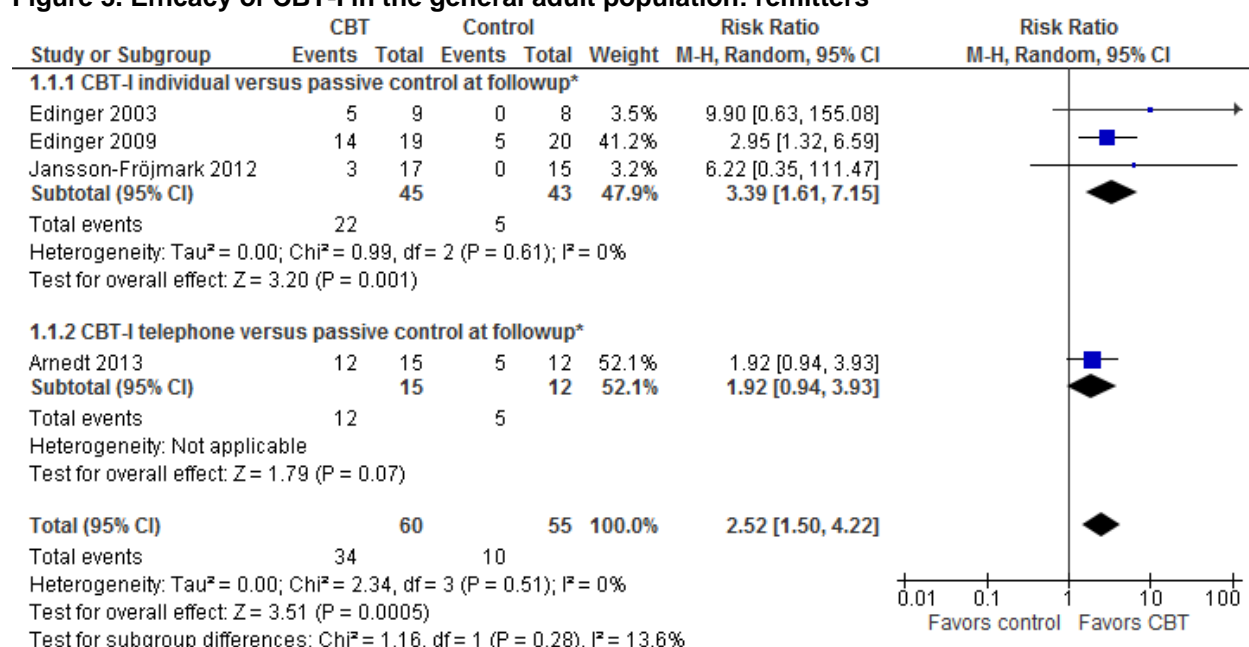 Figure 3. Efficacy of CBT-I in the general adult population: remitters
CBT Control Risk Ratio Risk Ratio
Study or Subgroup Events Total Events Total Weight M-H, Random, 95% CI M-H, Random, 95% CI
1.1.1 CBT-I individual versus passive control at followup*
Edinger 2003 5 9 0 8 3.5% 9.90 [0.63, 155.08]
Edinger 2009 14 19 5 20 41.2% 2.95 [1.32, 6.59]
Jansson-Fröjmark 2012 3 17 0 15 3.2% 6.22 [0.35, 111.47]
Subtotal (95% CI) 45 43 47.9% 3.39 [1.61, 7.15]
Total events 22 5
Heterogeneity: Tau² = 0.00; Chi² = 0.99, df = 2 (P = 0.61); I² = 0%
Test for overall effect: Z = 3.20 (P = 0.001)
1.1.2 CBT-I telephone versus passive control at followup*
Arnedt 2013 12 15 5 12 52.1% 1.92 [0.94, 3.93]
Subtotal (95% CI) 15 12 52.1% 1.92 [0.94, 3.93]
Total events 12 5
Heterogeneity: Not applicable
Test for overall effect: Z = 1.79 (P = 0.07)
Total (95% CI) 60 55 100.0% 2.52 [1.50, 4.22]
Total events 34 10
Heterogeneity: Tau² = 0.00; Chi² = 2.34, df = 3 (P = 0.51); I² = 0%
Test for overall effect: Z = 3.51 (P = 0.0005)
Test for subgroup differences: Chi² = 1.16, df = 1 (P = 0.28), I² = 13.6%
0.01 0.1 1 10 100
Favors control Favors CBT